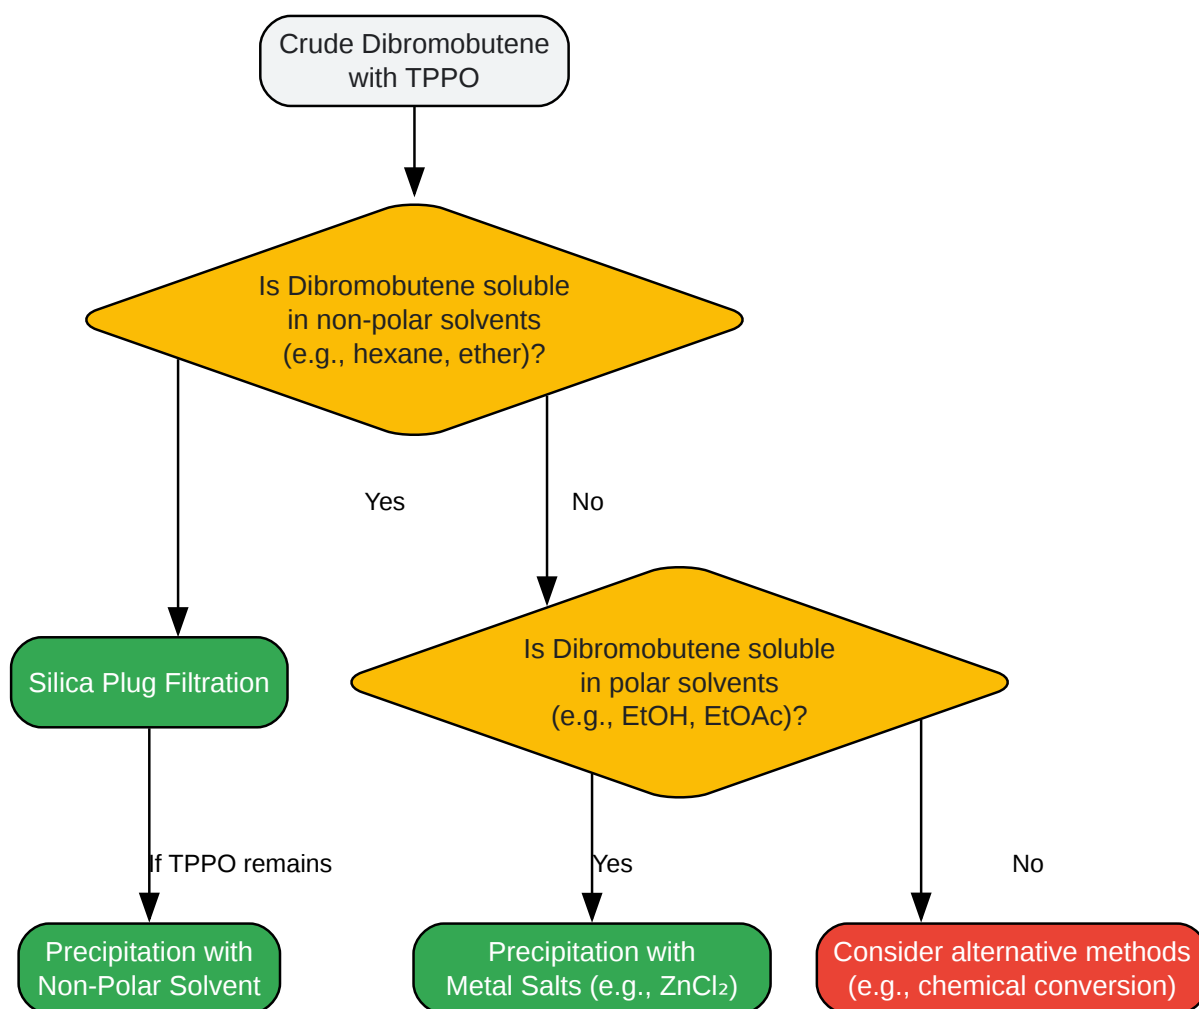 Crude Dibromobutene
with TPPO
Is Dibromobutene soluble
in non-polar solvents
(e.g., hexane, ether)?
Yes
No
Is Dibromobutene soluble
in polar solvents
(e.g., EtOH, EtOAc)?
Silica Plug Filtration
If TPPO remains
Yes
No
Precipitation with
Non-Polar Solvent
Precipitation with
Metal Salts (e.g., ZnCl₂)
Consider alternative methods
(e.g., chemical conversion)